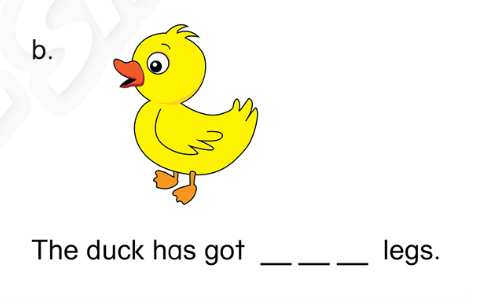 b.
The duck has got ___ ___ ___ legs.